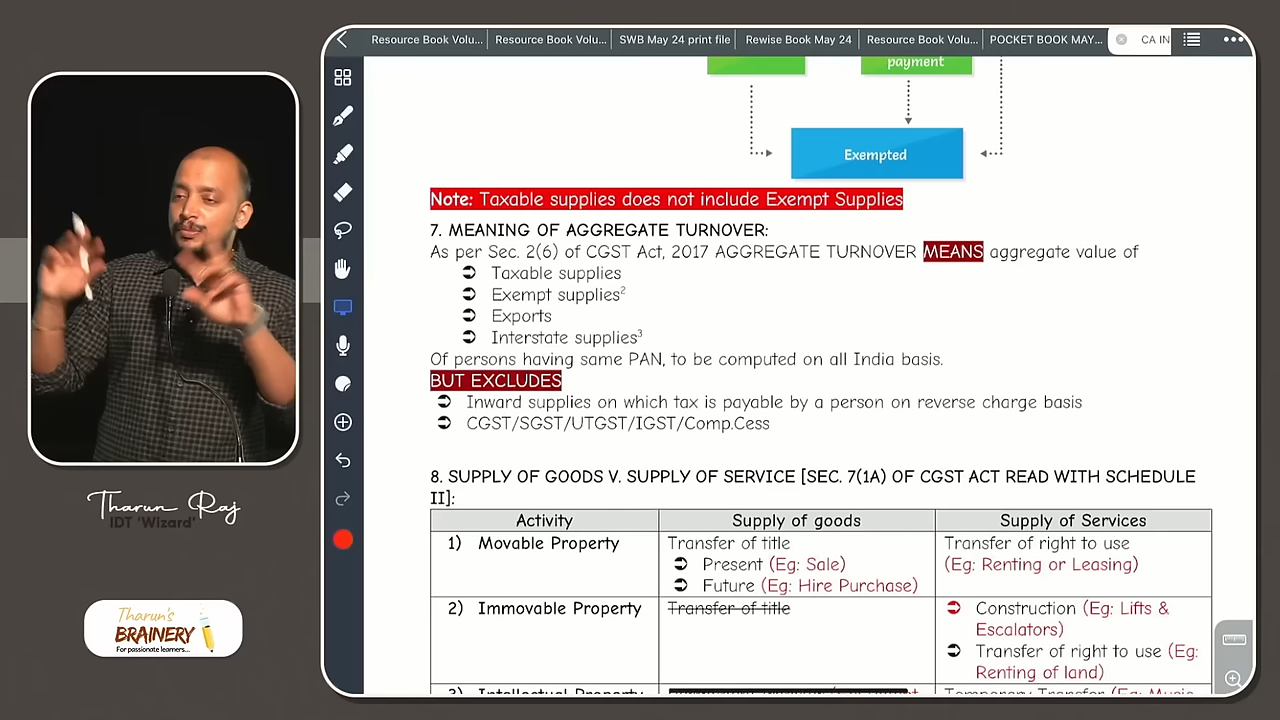 Resource Book Volu...
Resource Book Volu...
SWB May 24 print file
Rewise Book May 24
Resource Book Volu...
POCKET BOOK MAY...
CA IN
payment
Exempted
Note: Taxable supplies does not include Exempt Supplies
7. MEANING OF AGGREGATE TURNOVER:
As per Sec. 2(6) of CGST Act, 2017 AGGREGATE TURNOVER MEANS aggregate value of
➲ Taxable supplies
➲ Exempt supplies²
➲ Exports
➲ Interstate supplies³
Of persons having same PAN, to be computed on all India basis.
BUT EXCLUDES
➲ Inward supplies on which tax is payable by a person on reverse charge basis
➲ CGST/SGST/UTGST/IGST/Comp.Cess
8. SUPPLY OF GOODS V. SUPPLY OF SERVICE [SEC. 7(1A) OF CGST ACT READ WITH SCHEDULE
II]:
Activity
Supply of goods
Supply of Services
1) Movable Property
Transfer of title
➲ Present (Eg: Sale)
➲ Future (Eg: Hire Purchase)
Transfer of right to use
(Eg: Renting or Leasing)
2) Immovable Property
Transfer of title
➲ Construction (Eg: Lifts &
Escalators)
➲ Transfer of right to use (Eg:
Renting of land)
3) Intellectual Property
Temporary Transfer (Eg: Music
Tharun Raj
IDT 'Wizard'
Tharun's
BRAINERY
For passionate learners...